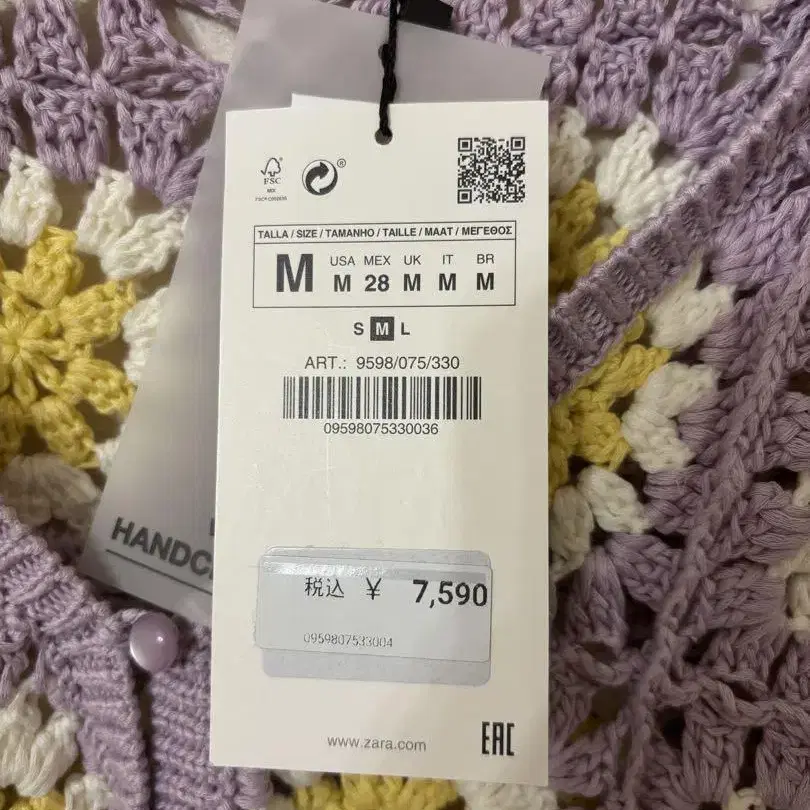 FSC
MIX
®
TALLA / SIZE / TAMANHO / TAILLE / MAAT / ΜΕΓΕΘΟΣ
M
USA MEX UK IT BR
M 28 M M M
S M L
ART.: 9598/075/330
09598075330036
HANDC
税込 ¥ 7,590
0959807533004
www.zara.com
EAC